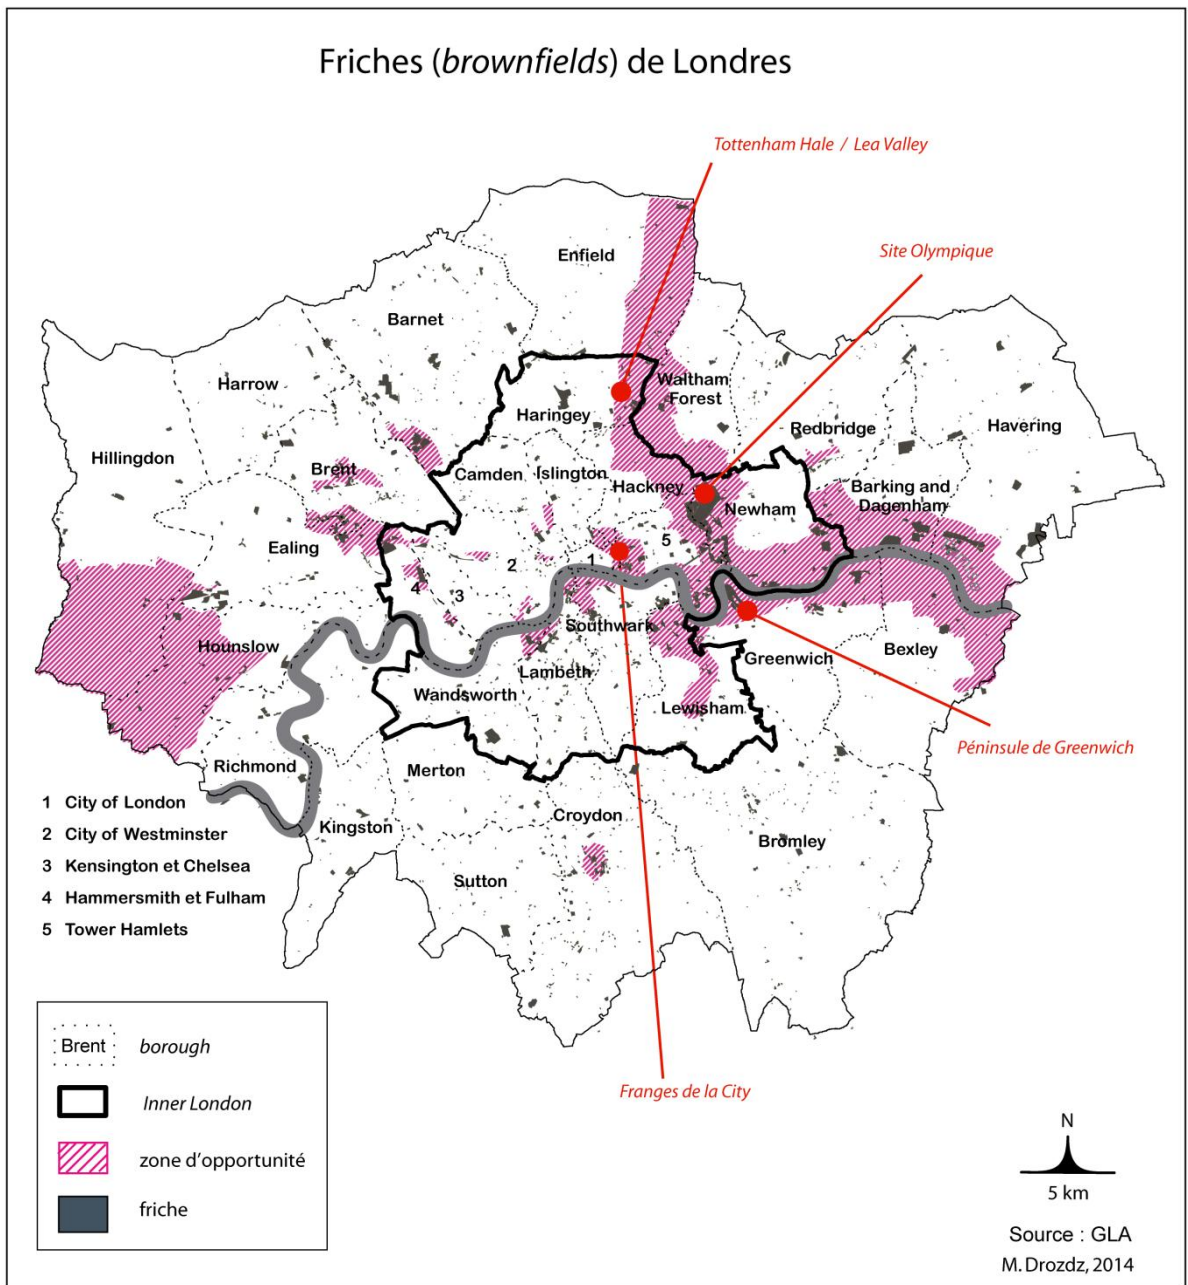 Friches (brownfields) de Londres
Tottenham Hale / Lea Valley
Site Olympique
Enfield
Barnet
Harrow
Waltham
Forest
Haringey
Redbridge
Havering
Hillingdon
Brent
Camden
Islington
Hackney
Newham
Barking and
Dagenham
Ealing
5
2
1
4
3
Hounslow
Southwark
Lambeth
Greenwich
Bexley
Wandsworth
Lewisham
Péninsule de Greenwich
Richmond
Merton
Kingston
Croydon
Bromley
Sutton
1 City of London
2 City of Westminster
3 Kensington et Chelsea
4 Hammersmith et Fulham
5 Tower Hamlets
Franges de la City
Brent borough
Inner London
zone d'opportunité
friche
N
5 km
Source : GLA
M. Drozdz, 2014